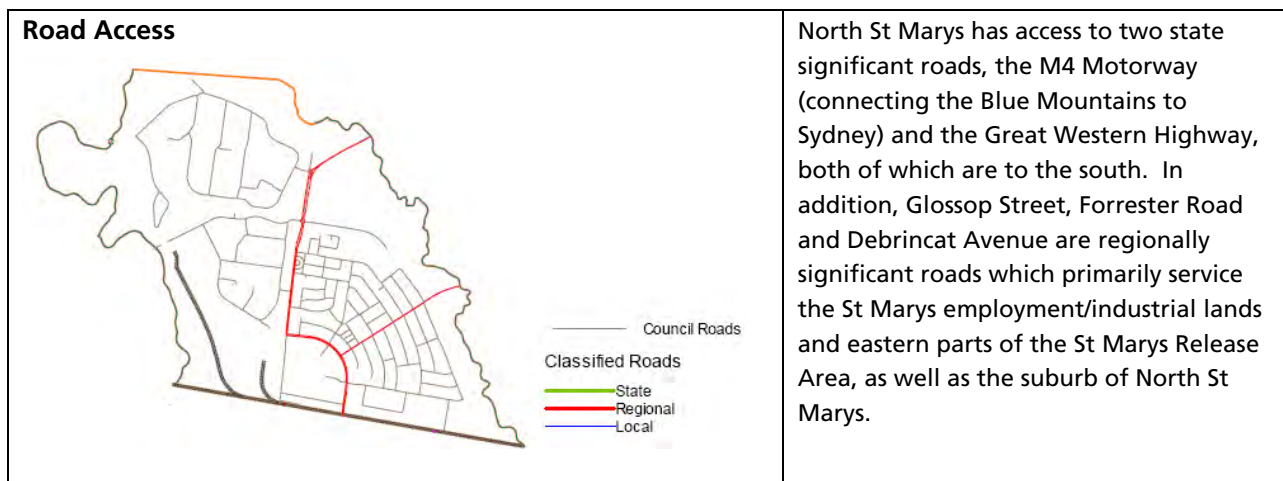 Road Access
Council Roads
Classified Roads
State
Regional
Local
North St Marys has access to two state
significant roads, the M4 Motorway
(connecting the Blue Mountains to
Sydney) and the Great Western Highway,
both of which are to the south.  In
addition, Glossop Street, Forrester Road
and Debrincat Avenue are regionally
significant roads which primarily service
the St Marys employment/industrial lands
and eastern parts of the St Marys Release
Area, as well as the suburb of North St
Marys.